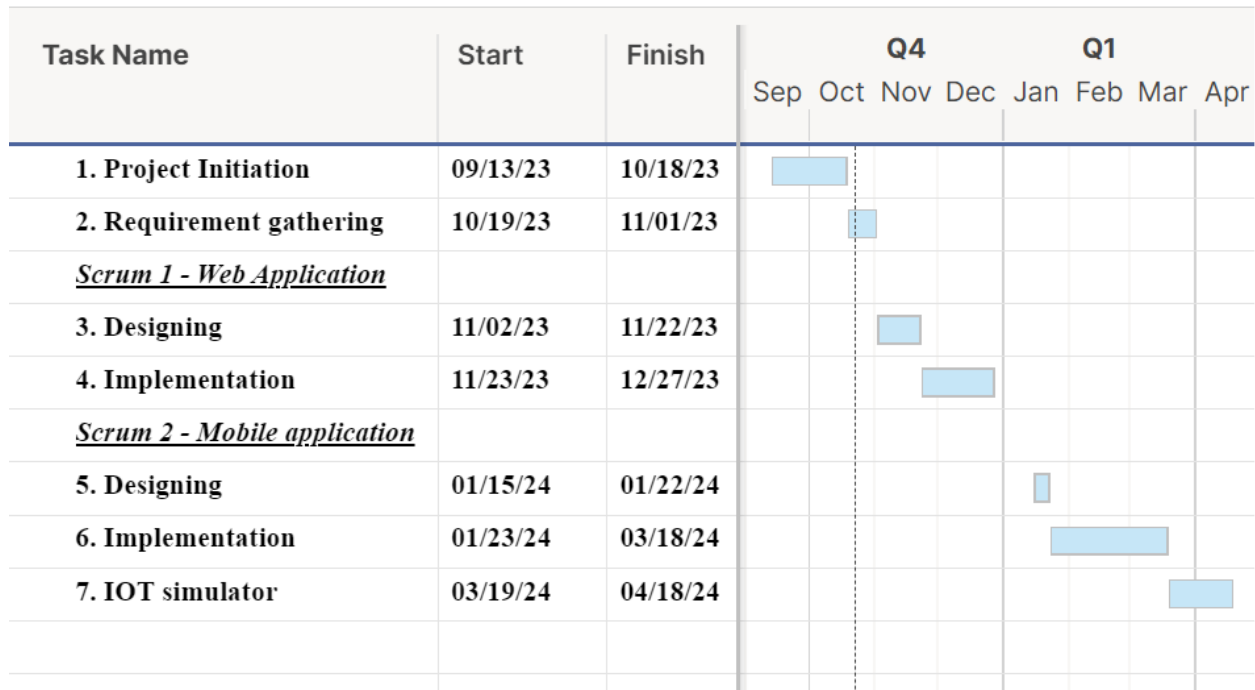 Q4 Q1
Task Name Start Finish
Sep Oct Nov Dec Jan Feb Mar Apr
1. Project Initiation 09/13/23 10/18/23
2. Requirement gathering 10/19/23 11/01/23
Scrum 1 - Web Application
3. Designing 11/02/23 11/22/23
4. Implementation 11/23/23 12/27/23
Scrum 2 - Mobile application
5. Designing 01/15/24 01/22/24
6. Implementation 01/23/24 03/18/24
7. IOT simulator 03/19/24 04/18/24